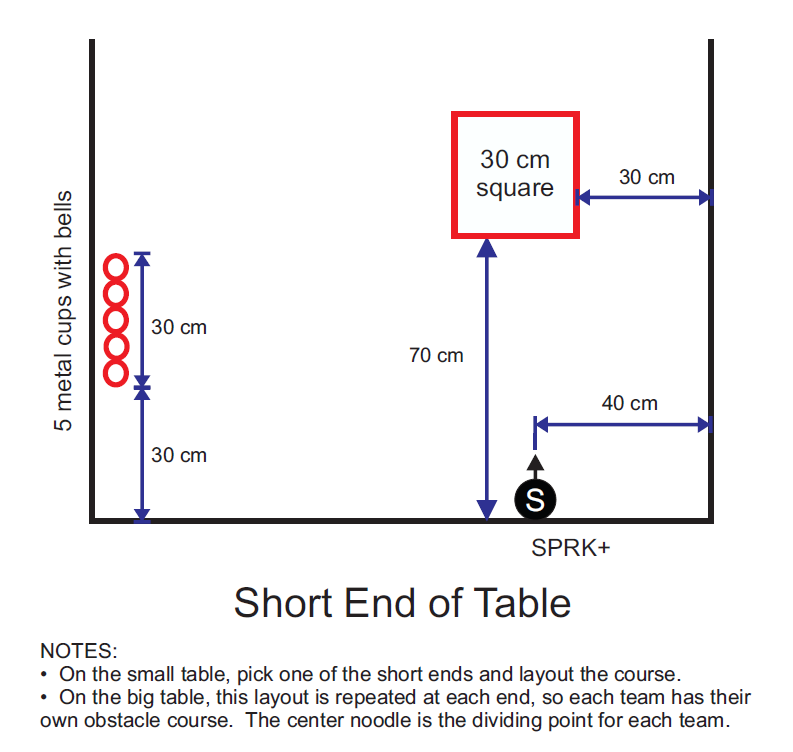 30 cm
square
30 cm
5 metal cups with bells
30 cm
70 cm
40 cm
30 cm
S
SPRK+
Short End of Table
NOTES:
• On the small table, pick one of the short ends and layout the course.
• On the big table, this layout is repeated at each end, so each team has their
own obstacle course. The center noodle is the dividing point for each team.